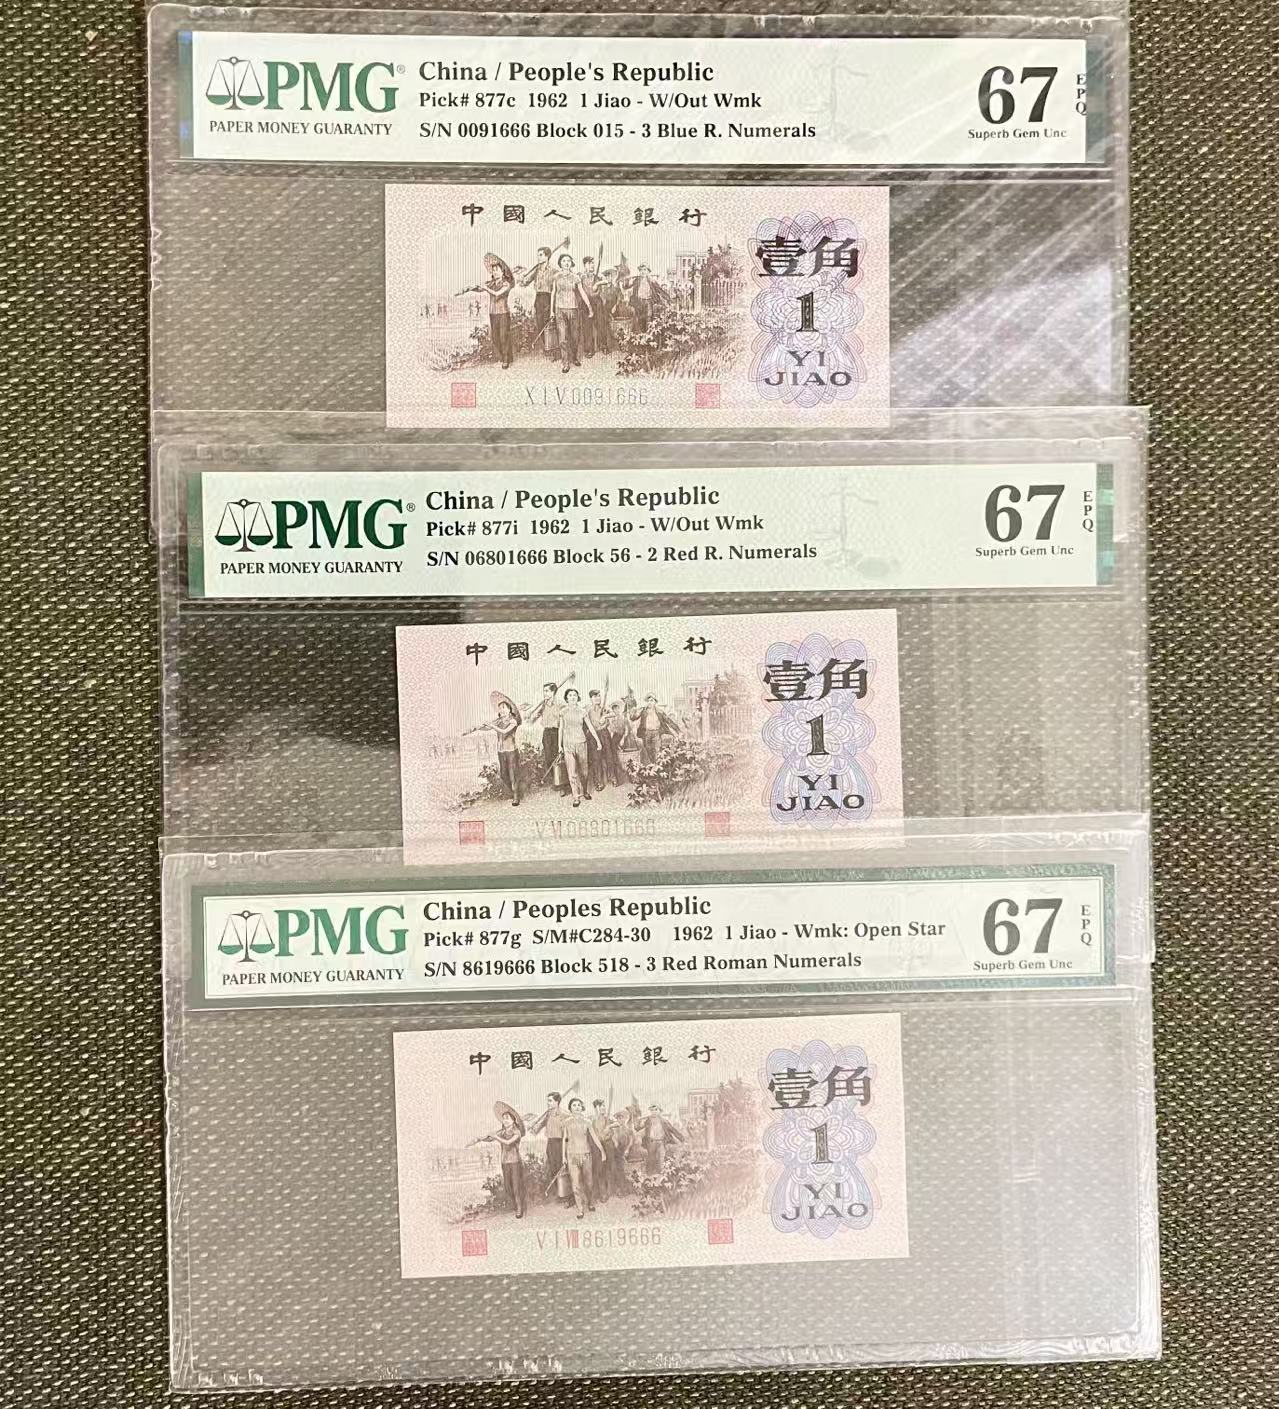 PMG®
PAPER MONEY GUARANTY
China / People's Republic
Pick# 877c 1962 1 Jiao - W/Out Wmk
S/N 0091666 Block 015 - 3 Blue R. Numerals
67
EPQ
Superb Gem Unc
中國人民銀行
壹角
1
YI
JIAO
X I V 0091666
PMG®
PAPER MONEY GUARANTY
China / People's Republic
Pick# 877i 1962 1 Jiao - W/Out Wmk
S/N 06801666 Block 56 - 2 Red R. Numerals
67
EPQ
Superb Gem Unc
中國人民銀行
壹角
1
YI
JIAO
V VI 06801666
PMG
PAPER MONEY GUARANTY
China / Peoples Republic
Pick# 877g S/M#C284-30 1962 1 Jiao - Wmk: Open Star
S/N 8619666 Block 518 - 3 Red Roman Numerals
67
EPQ
Superb Gem Unc
中國人民銀行
壹角
1
YI
JIAO
V I VIII 8619666